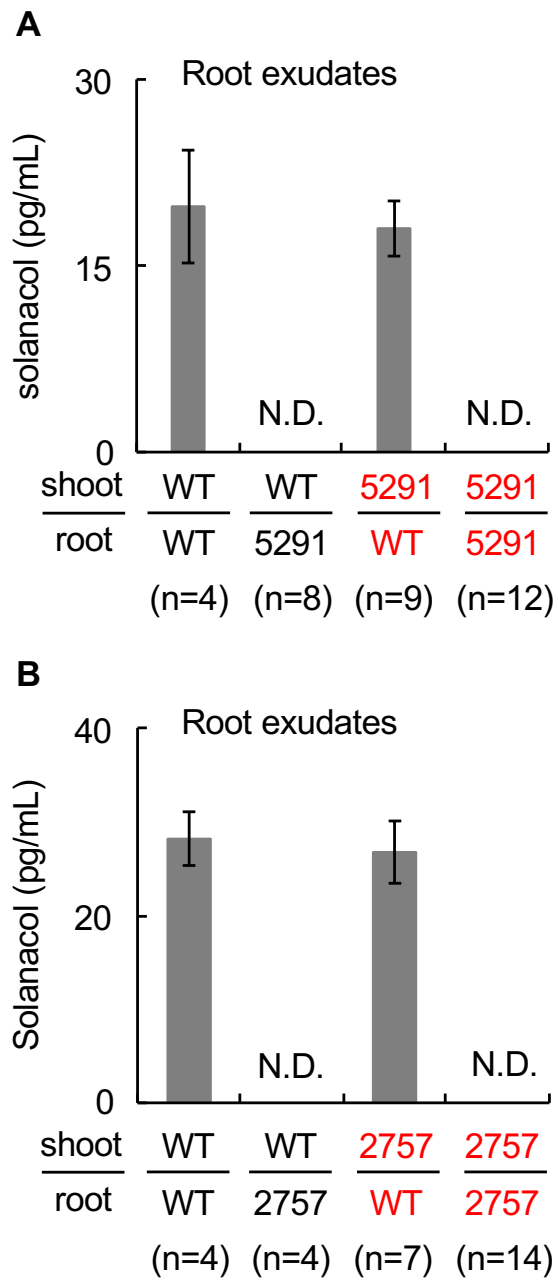 A
Root exudates
solanacol (pg/mL)
30
15
0
N.D.
N.D.
shoot WT WT 5291 5291
root WT 5291 WT 5291
(n=4) (n=8) (n=9) (n=12)
B
Root exudates
Solanacol (pg/mL)
40
20
0
N.D.
N.D.
shoot WT WT 2757 2757
root WT 2757 WT 2757
(n=4) (n=4) (n=7) (n=14)